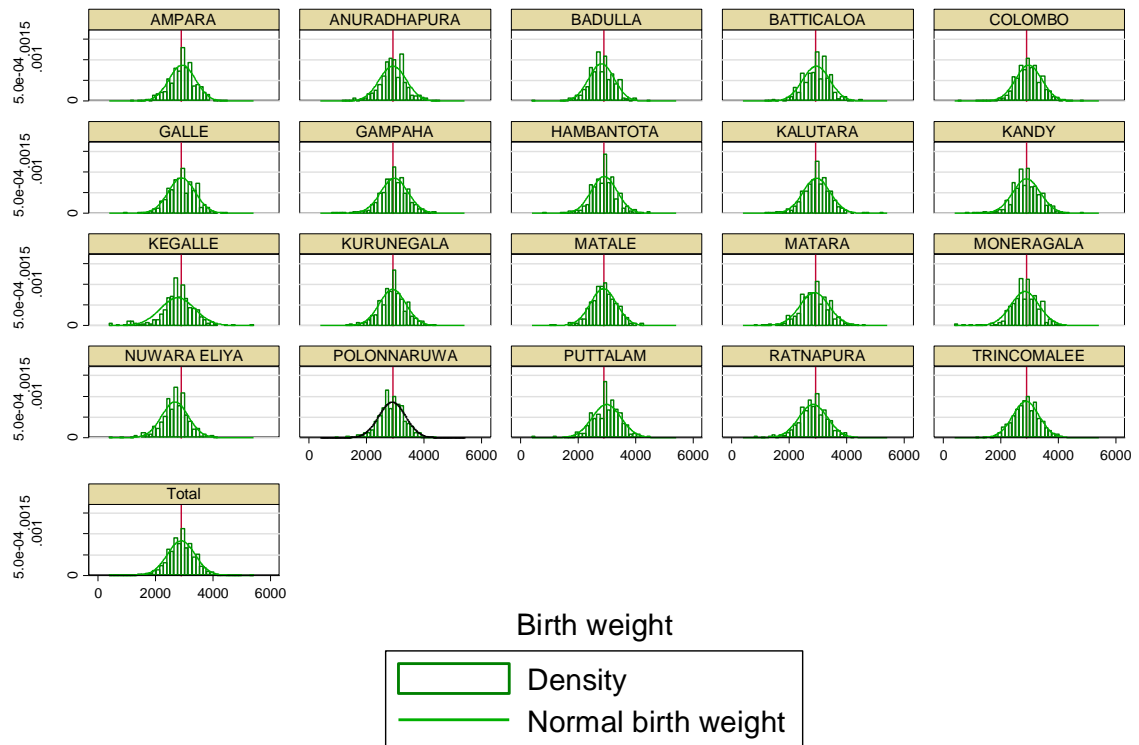 AMPARA ANURADHAPURA BADULLA BATTICALOA COLOMBO
0 5.0e-04 .001 .0015
GALLE GAMPAHA HAMBANTOTA KALUTARA KANDY
0 5.0e-04 .001 .0015
KEGALLE KURUNEGALA MATALE MATARA MONERAGALA
0 5.0e-04 .001 .0015
NUWARA ELIYA POLONNARUWA PUTTALAM RATNAPURA TRINCOMALEE
0 5.0e-04 .001 .0015
0 2000 4000 6000 0 2000 4000 6000 0 2000 4000 6000 0 2000 4000 6000
Total
0 5.0e-04 .001 .0015
0 2000 4000 6000
Birth weight
Density
Normal birth weight